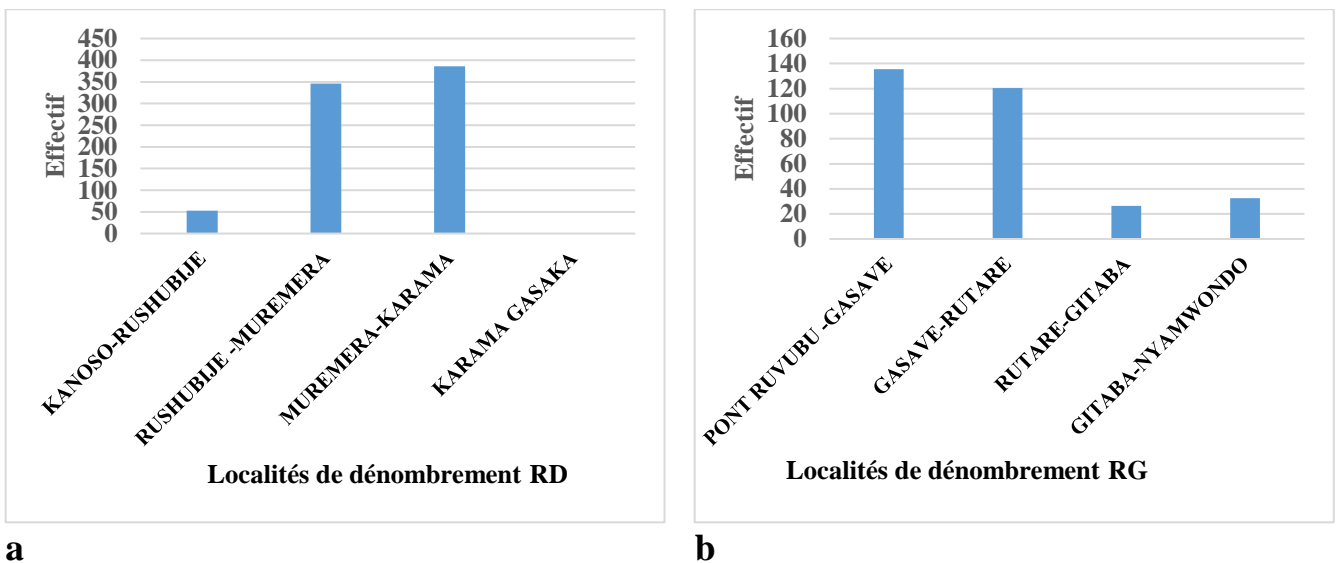 450
400
350
300
250
200
150
100
50
0
Effectif
KANOSO-RUSHUBIJE
RUSHUBIJE -MUREMERA
MUREMERA-KARAMA
KARAMA GASAKA
Localités de dénombrement RD
a
160
140
120
100
80
60
40
20
0
Effectif
PONT RUVUBU -GASAVE
GASAVE-RUTARE
RUTARE-GITABA
GITABA-NYAMWONDO
Localités de dénombrement RG
b